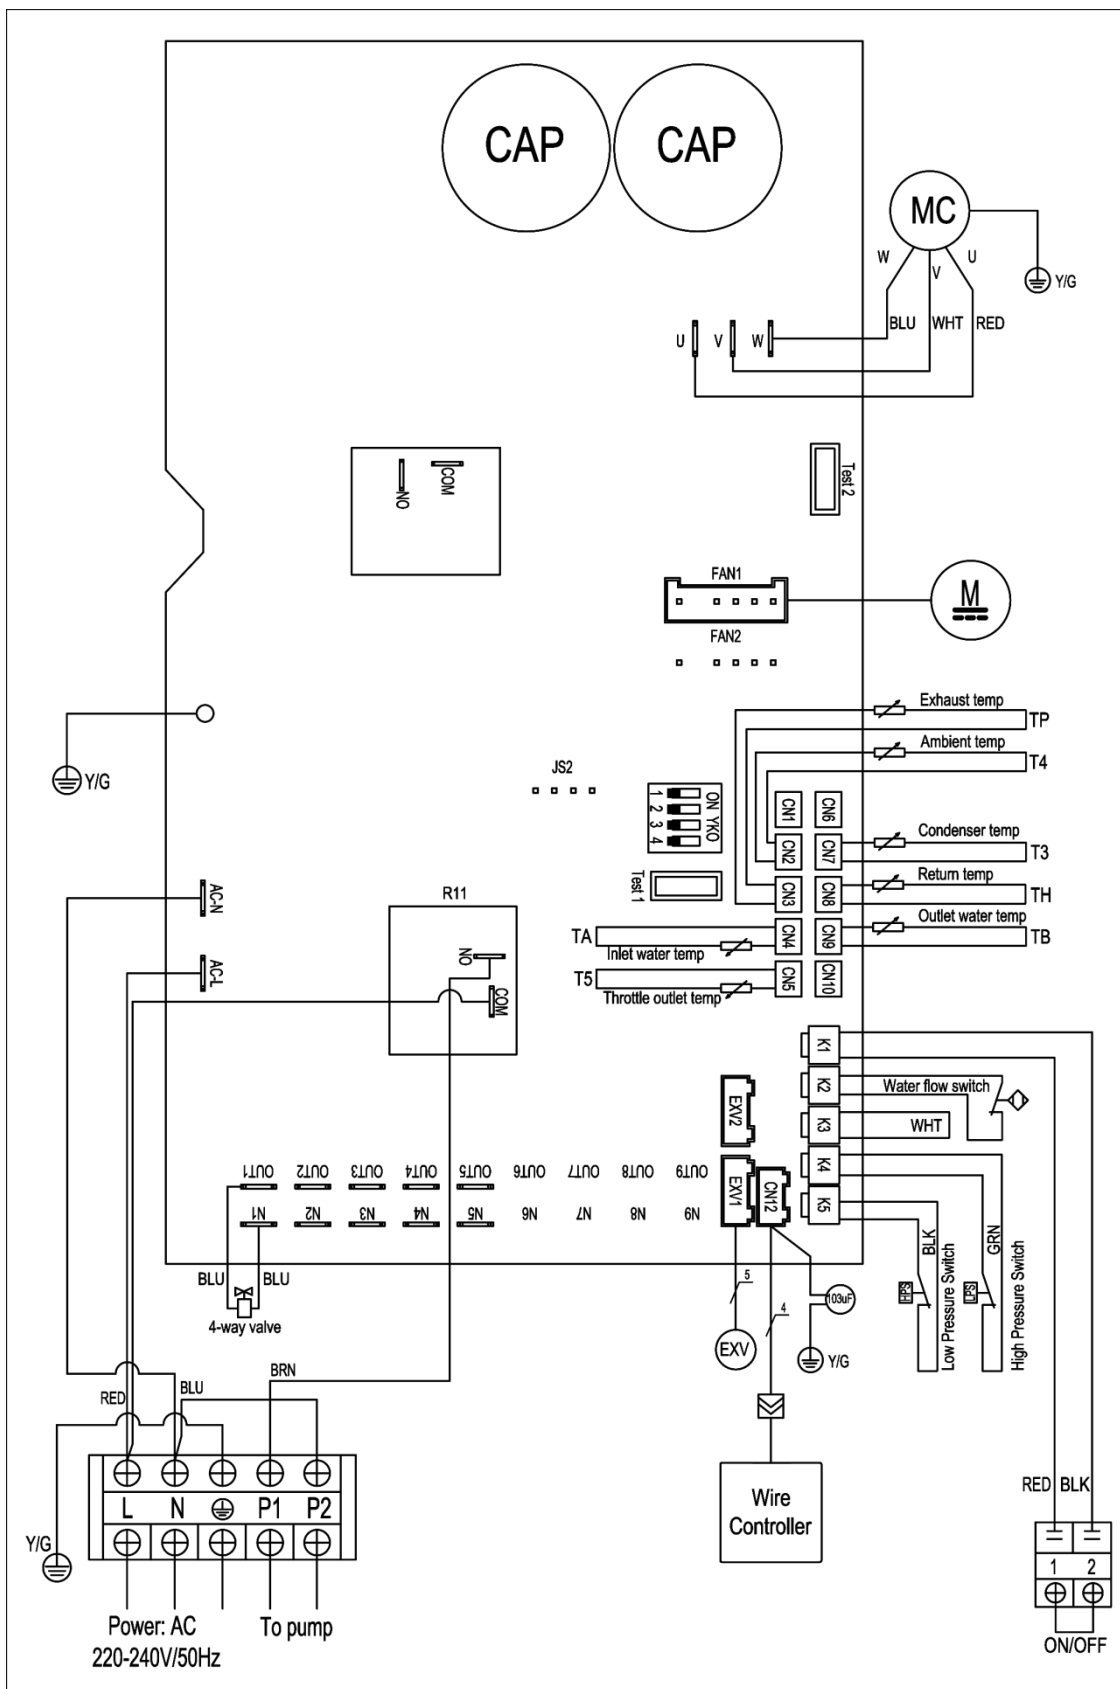 CAP
CAP
MC
W
V
U
Y/G
BLU
WHT
RED
U
V
W
NO
COM
Test 2
FAN1
M
FAN2
Exhaust temp
TP
Ambient temp
T4
Y/G
JS2
1
2
3
4
ON YKO
CN1
CN6
CN2
CN7
Condenser temp
T3
Test 1
CN3
CN8
Return temp
TH
AC-N
R11
NO
TA
Inlet water temp
CN4
CN9
Outlet water temp
TB
AC-L
COM
T5
Throttle outlet temp
CN5
CN10
K1
K2
Water flow switch
K3
WHT
K4
K5
EXV2
EXV1
CN12
OUT1
OUT2
OUT3
OUT4
OUT5
OUT6
OUT7
OUT8
OUT9
N1
N2
N3
N4
N5
N6
N7
N8
N9
BLU
BLU
4-way valve
5
4
103uF
EXV
Y/G
BLK
GRN
HPS
LPS
Low Pressure Switch
High Pressure Switch
RED
BLU
BRN
L
N
P1
P2
Y/G
Power: AC
220-240V/50Hz
To pump
Wire
Controller
RED
BLK
1
2
ON/OFF